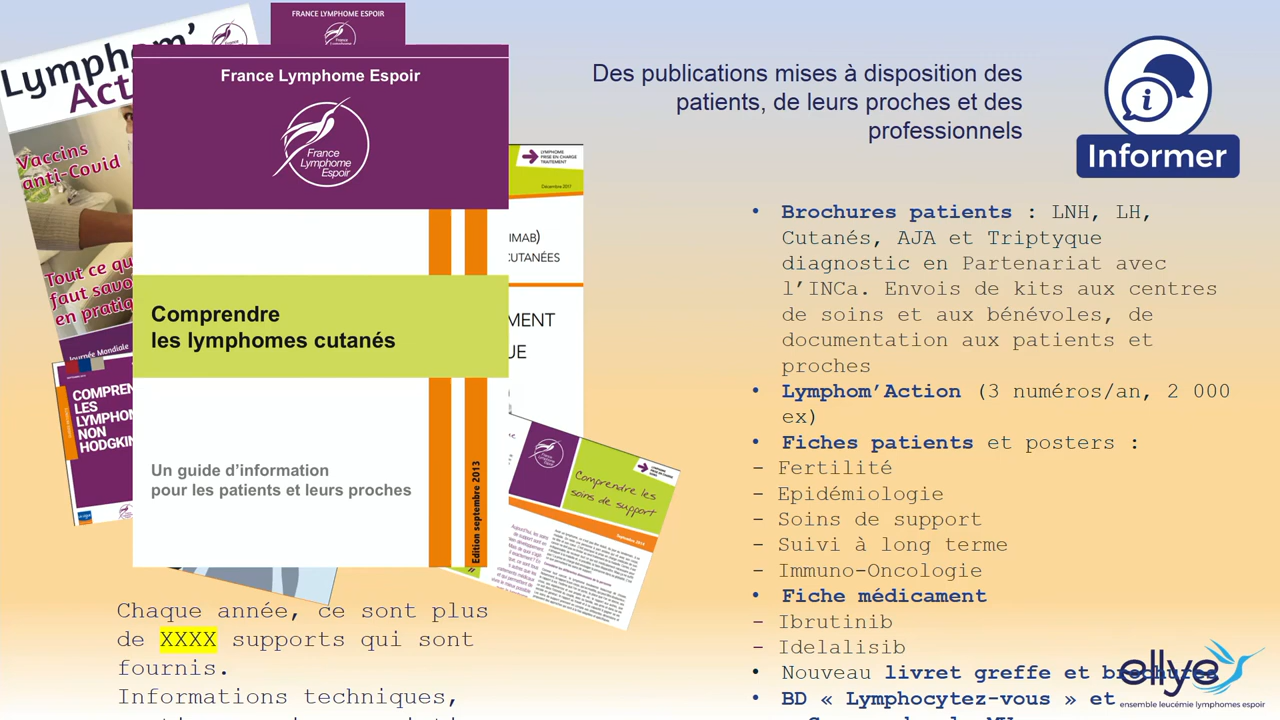 FRANCE LYMPHOME ESPOIR
Lymphom'
Act
France Lymphome Espoir
France
Lymphome
Espoir
Vaccins
anti-Covid
Tout ce qu
faut savo
en pratiq
Journée Mondiale
COMPREN
LES
LYMPHOM
NON
HODGKIN
Comprendre
les lymphomes cutanés
Un guide d'information
pour les patients et leurs proches
Edition septembre 2013
LYMPHOME
PRISE EN CHARGE
TRAITEMENT
Décembre 2017
IMAB)
CUTANÉES
MENT
UE
Comprendre les
soins de support
Septembre 2014
Des publications mises à disposition des
patients, de leurs proches et des
professionnels
i
Informer
• Brochures patients : LNH, LH,
Cutanés, AJA et Triptyque
diagnostic en Partenariat avec
l'INCa. Envois de kits aux centres
de soins et aux bénévoles, de
documentation aux patients et
proches
• Lymphom'Action (3 numéros/an, 2 000
ex)
• Fiches patients et posters :
- Fertilité
- Epidémiologie
- Soins de support
- Suivi à long terme
- Immuno-Oncologie
• Fiche médicament
- Ibrutinib
- Idelalisib
• Nouveau livret greffe et brochures
• BD « Lymphocytez-vous » et
Chaque année, ce sont plus
de XXXX supports qui sont
fournis.
Informations techniques,
ellye
ensemble leucémie lymphomes espoir